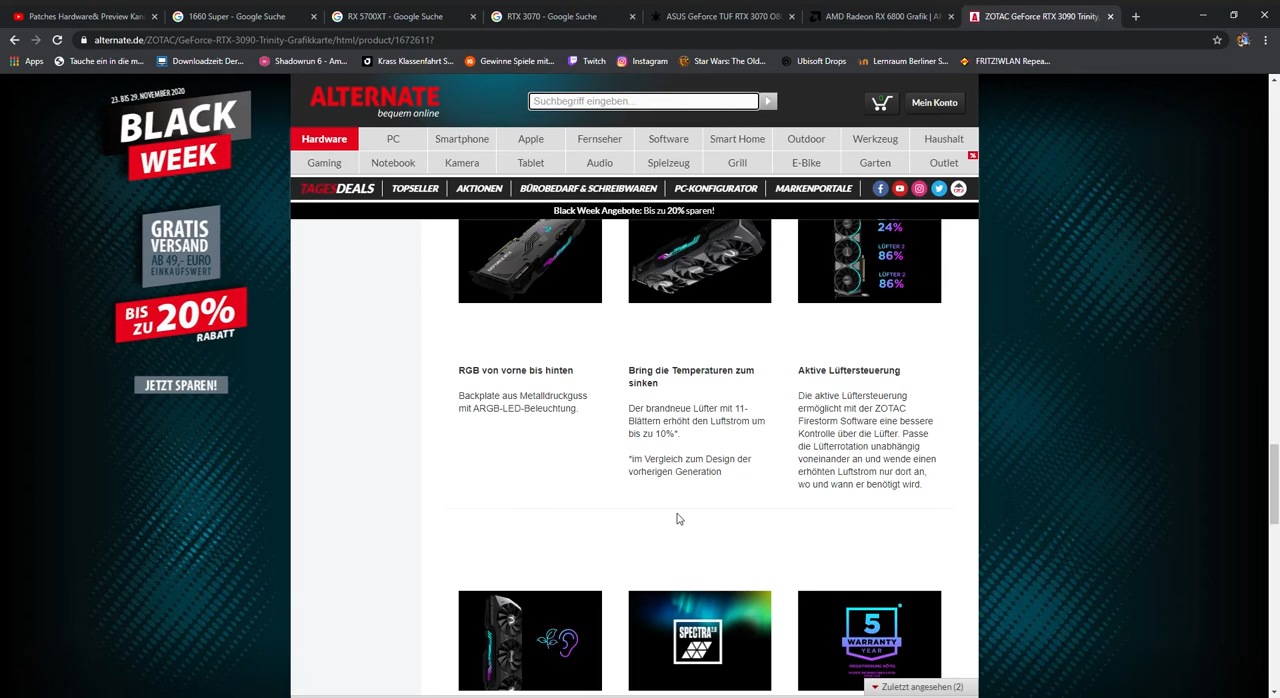 Patches Hardware& Preview Kan
1660 Super - Google Suche
RX 5700XT - Google Suche
RTX 3070 - Google Suche
ASUS GeForce TUF RTX 3070 O8
AMD Radeon RX 6800 Grafik | A
ZOTAC GeForce RTX 3090 Trinity
alternate.de/ZOTAC/GeForce-RTX-3090-Trinity-Grafikkarte/html/product/1672611?
Apps
Tauche ein in die m...
Downloadzeit: Der...
Shadowrun 6 - Am...
Krass Klassenfahrt S...
Gewinne Spiele mit...
Twitch
Instagram
Star Wars: The Old...
Ubisoft Drops
Lernraum Berliner S...
FRITZ!WLAN Repea...
23. BIS 29. NOVEMBER 2020
BLACK
WEEK
GRATIS
VERSAND
AB 49,- EURO
EINKAUFSWERT
BIS
ZU 20%
RABATT
JETZT SPAREN!
ALTERNATE
bequem online
Suchbegriff eingeben...
0
Mein Konto
Hardware PC Smartphone Apple Fernseher Software Smart Home Outdoor Werkzeug Haushalt
Gaming Notebook Kamera Tablet Audio Spielzeug Grill E-Bike Garten Outlet %
TAGESDEALS TOPSELLER AKTIONEN BÜROBEDARF & SCHREIBWAREN PC-KONFIGURATOR MARKENPORTALE
Black Week Angebote: Bis zu 20% sparen!
24%
LÜFTER 2
86%
LÜFTER 2
86%
RGB von vorne bis hinten
Backplate aus Metalldruckguss
mit ARGB-LED-Beleuchtung.
Bring die Temperaturen zum
sinken
Der brandneue Lüfter mit 11-
Blättern erhöht den Luftstrom um
bis zu 10%*.
*im Vergleich zum Design der
vorherigen Generation
Aktive Lüftersteuerung
Die aktive Lüftersteuerung
ermöglicht mit der ZOTAC
Firestorm Software eine bessere
Kontrolle über die Lüfter. Passe
die Lüfterrotation unabhängig
voneinander an und wende einen
erhöhten Luftstrom nur dort an,
wo und wann er benötigt wird.
SPECTRA 2.0
5*
WARRANTY
YEAR
Zuletzt angesehen (2)